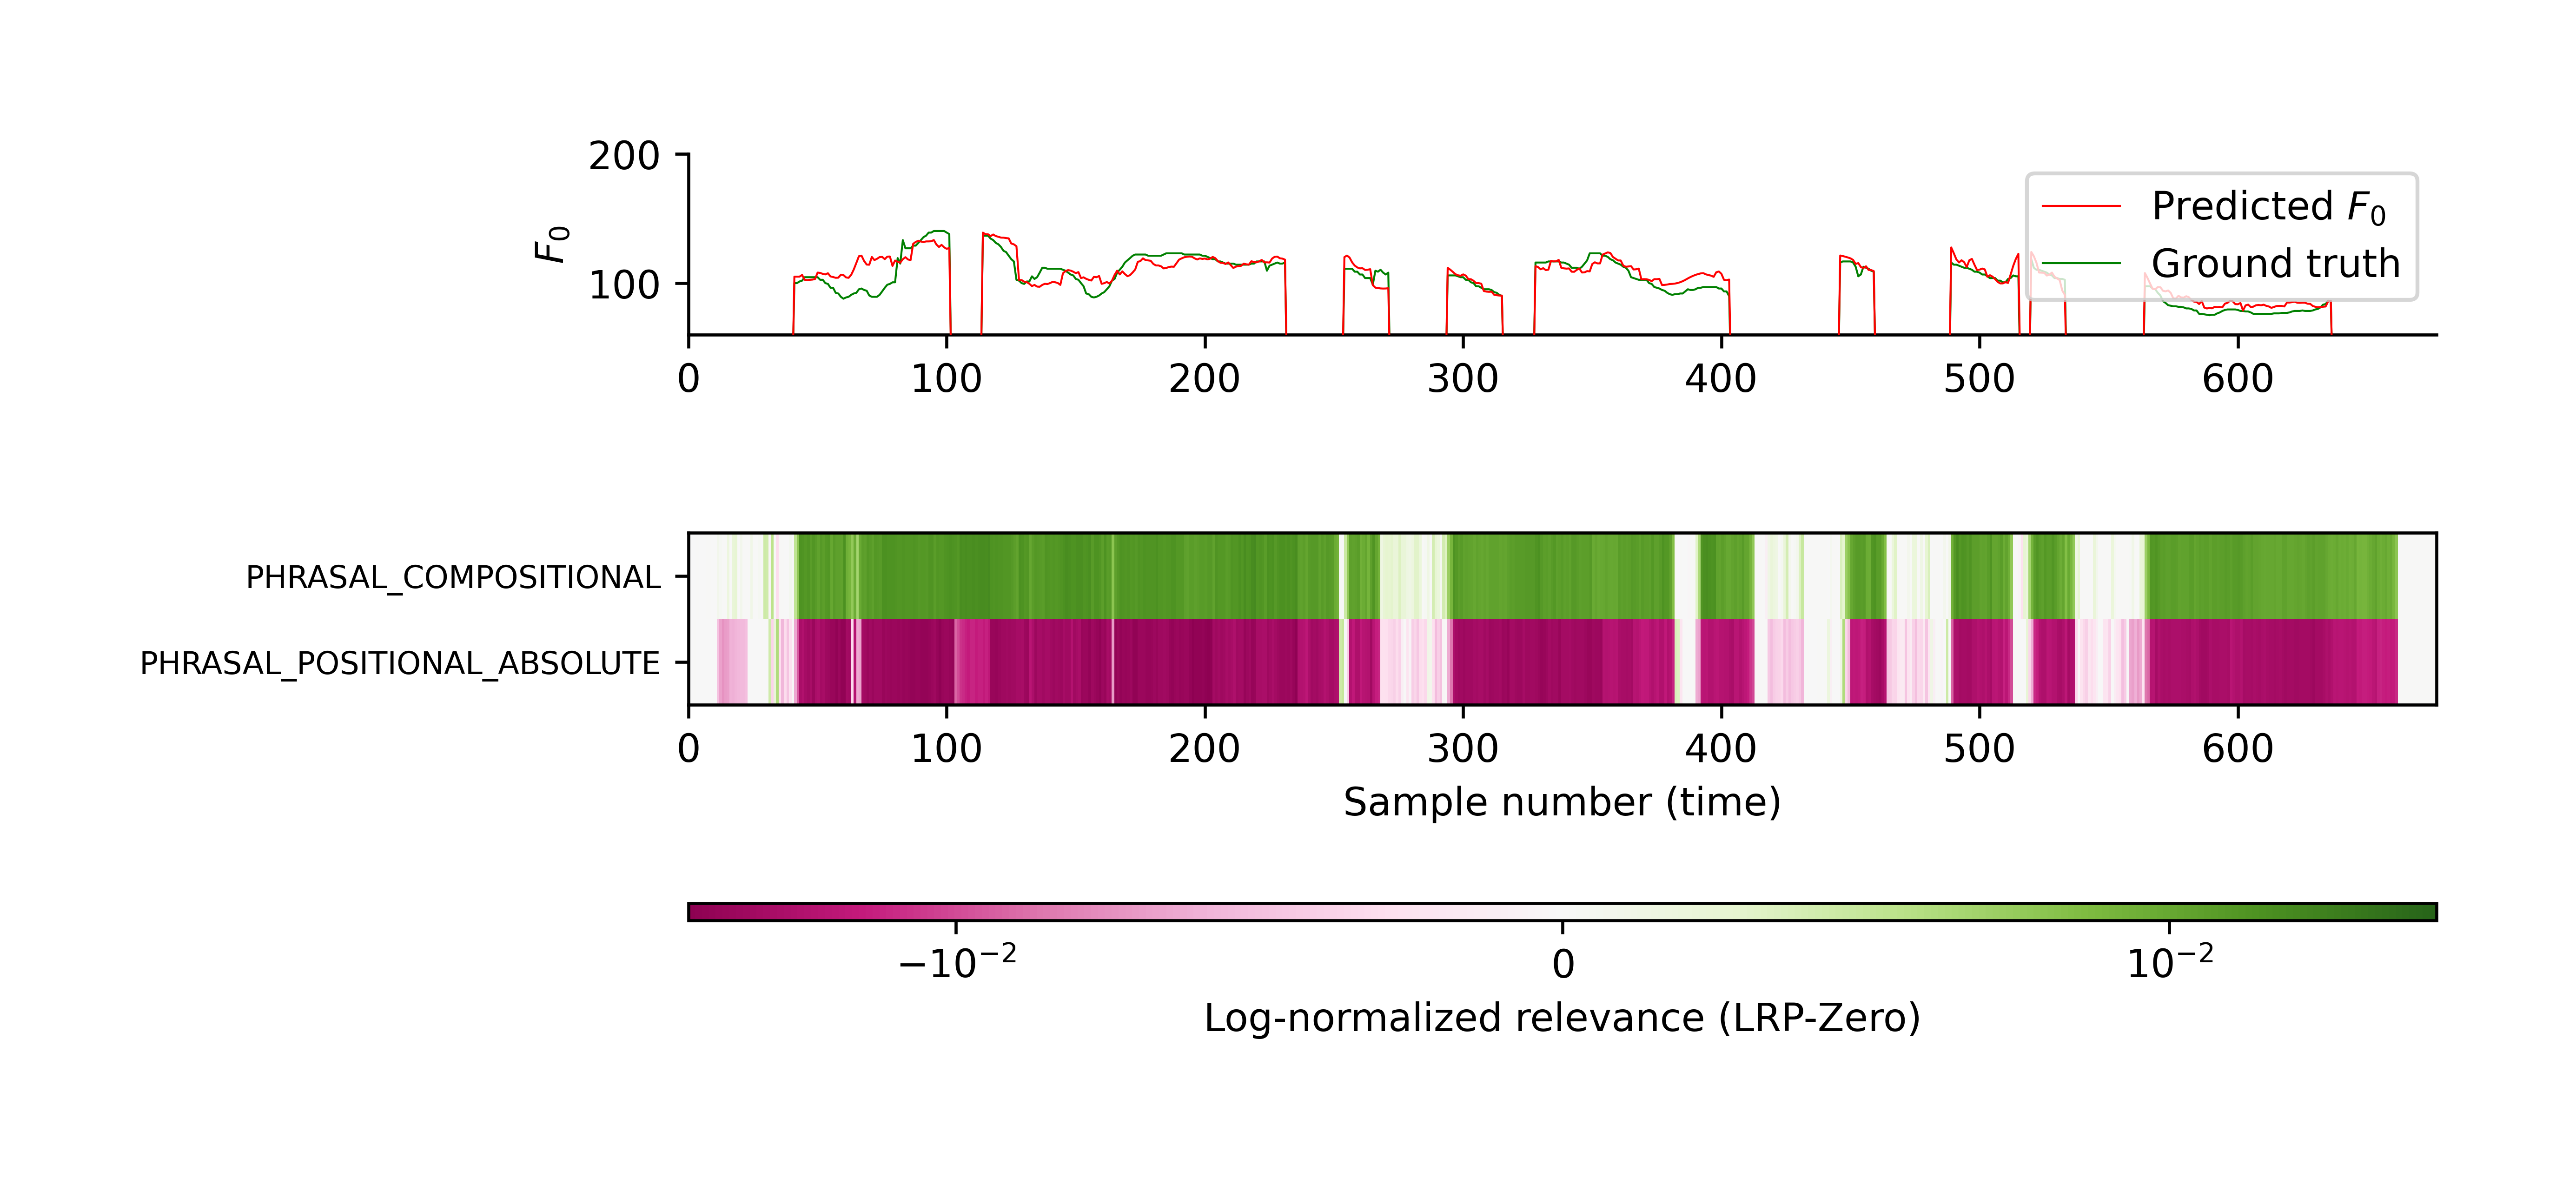 200
100
F₀
Predicted F₀
Ground truth
0 100 200 300 400 500 600
PHRASAL_COMPOSITIONAL
PHRASAL_POSITIONAL_ABSOLUTE
0 100 200 300 400 500 600
Sample number (time)
−10⁻² 0 10⁻²
Log-normalized relevance (LRP-Zero)